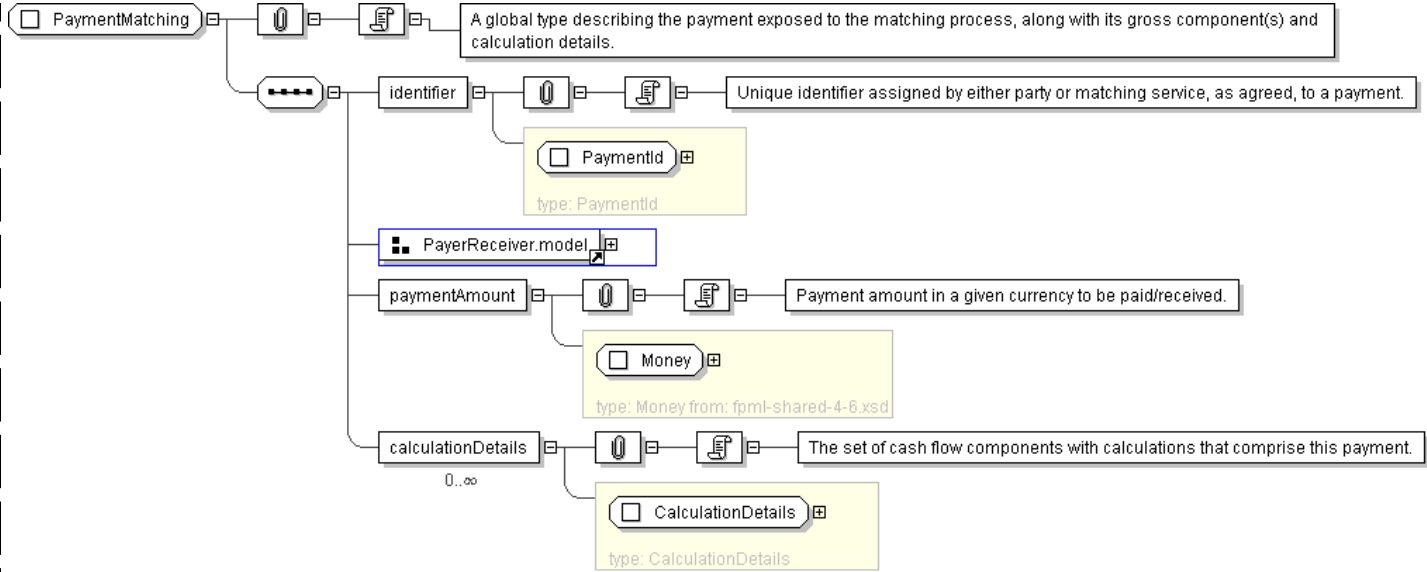 PaymentMatching
A global type describing the payment exposed to the matching process, along with its gross component(s) and
calculation details.
identifier
Unique identifier assigned by either party or matching service, as agreed, to a payment.
PaymentId
type: PaymentId
PayerReceiver.model
paymentAmount
Payment amount in a given currency to be paid/received.
Money
type: Money from: fpml-shared-4-6.xsd
calculationDetails
The set of cash flow components with calculations that comprise this payment.
0..∞
CalculationDetails
type: CalculationDetails